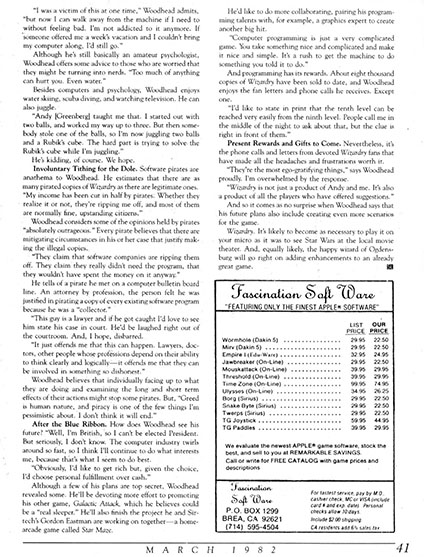 "I was a victim of this at one time," Woodhead admits,
"but now I can walk away from the machine if I need to
without feeling bad. I'm not addicted to it anymore. If
someone offered me a week's vacation and I couldn't bring
my computer along, I'd still go."
Although he's still basically an amateur psychologist,
Woodhead offers some advice to those who are worried that
they might be turning into nerds. "Too much of anything
can hurt you. Even water."
Besides computers and psychology, Woodhead enjoys
water skiing, scuba diving, and watching television. He can
also juggle.
"Andy [Greenberg] taught me that. I started out with
two balls, and worked my way up to three. But then some-
body stole one of the balls, so I'm now juggling two balls
and a Rubik's cube. The hard part is trying to solve the
Rubik's cube while I'm juggling."
He's kidding, of course. We hope.
Involuntary Tithing for the Dole. Software pirates are
anathema to Woodhead. He estimates that there are as
many pirated copies of Wizardry as there are legitimate ones.
"My income has been cut in half by pirates. Whether they
realize it or not, they're ripping me off, and most of them
are normally fine, upstanding citizens."
Woodhead considers some of the opinions held by pirates
"absolutely outrageous." Every pirate believes that there are
mitigating circumstances in his or her case that justify mak-
ing the illegal copies.
"They claim that software companies are ripping them
off. They claim they really didn't need the program, that
they wouldn't have spent the money on it anyway."
He tells of a pirate he met on a computer bulletin board
line. An attorney by profession, the person felt he was
justified in pirating a copy of every existing software program
because he was a "collector."
"This guy is a lawyer and if he got caught I'd love to see
him state his case in court. He'd be laughed right out of
the courtroom. And, I hope, disbarred.
"It just offends me that this can happen. Lawyers, doc-
tors, other people whose professions depend on their ability
to think clearly and logically—it offends me that they can
be involved in something so dishonest."
Woodhead believes that individually facing up to what
they are doing and examining the long and short term
effects of their actions might stop some pirates. But, "Greed
is human nature, and piracy is one of the few things I'm
pessimistic about. I don't think it will end."
After the Blue Ribbon. How does Woodhead see his
future? "Well, I'm British, so I can't be elected President.
But seriously, I don't know. The computer industry twirls
around so fast, so I think I'll continue to do what interests
me, because that's what I seem to do best.
"Obviously, I'd like to get rich but, given the choice,
I'd choose personal fulfillment over cash."
Although a few of his plans are top secret, Woodhead
revealed some. He'll be devoting more effort to promoting
his other game, Galactic Attack, which he believes could
be a "real sleeper." He'll also finish the project he and Sir-
tech's Gordon Eastman are working on together—a home-
arcade game called Star Maze.
He'd like to do more collaborating, pairing his program-
ming talents with, for example, a graphics expert to create
another big hit.
"Computer programming is just a very complicated
game. You take something nice and complicated and make
it nice and simple. It's a rush to get the machine to do
something you told it to do."
And programming has its rewards. About eight thousand
copies of Wizardry have been sold to date, and Woodhead
enjoys the fan letters and phone calls he receives. Except
one.
"I'd like to state in print that the tenth level can be
reached very easily from the ninth level. People call me in
the middle of the night to ask about that, but the clue is
right in front of them."
Present Rewards and Gifts to Come. Nevertheless, it's
the phone calls and letters from devoted Wizardry fans that
have made all the headaches and frustrations worth it.
"They're the most ego-gratifying things," says Woodhead
proudly. I'm overwhelmed by the response.
"Wizardry is not just a product of Andy and me. It's also
a product of all the players who have offered suggestions."
And so it comes as no surprise when Woodhead says that
his future plans also include creating even more scenarios
for the game.
Wizardry. It's likely to become as necessary to play it on
your micro as it was to see Star Wars at the local movie
theater. And, equally likely, the happy wizard of Ogdens-
burg will go right on adding enhancements to an already
great game.
Fascination Soft Ware
"FEATURING ONLY THE FINEST APPLE® SOFTWARE"
LIST PRICE OUR PRICE
Wormhole (Dakin 5) 29.95 22.50
Mirv (Dakin 5) 29.95 22.50
Empire I (Edu-Ware) 32.95 24.95
Jawbreaker (On-Line) 29.95 22.50
Mouskattack (On-Line) 39.95 29.95
Threshold (On-Line) 39.95 29.95
Time Zone (On-Line) 99.95 74.95
Ulysses (On-Line) 34.95 26.25
Borg (Sirius) 29.95 22.50
Snake Byte (Sirius) 29.95 22.50
Twerps (Sirius) 29.95 22.50
TG Joystick 59.95 44.95
TG Paddles 39.95 29.95
We evaluate the newest APPLE® game software, stock the
best, and sell to you at REMARKABLE SAVINGS.
Call or write for FREE CATALOG with game prices and
descriptions
Fascination
Soft Ware
P.O. BOX 1299
BREA, CA 92621
(714) 595-4504
For fastest service, pay by M.O.,
cashier check, MC or VISA (include
card # and exp. date). Personal
checks allow 10 days.
Include $2.00 shipping.
CA residents add 6% sales tax
MARCH 1982
41